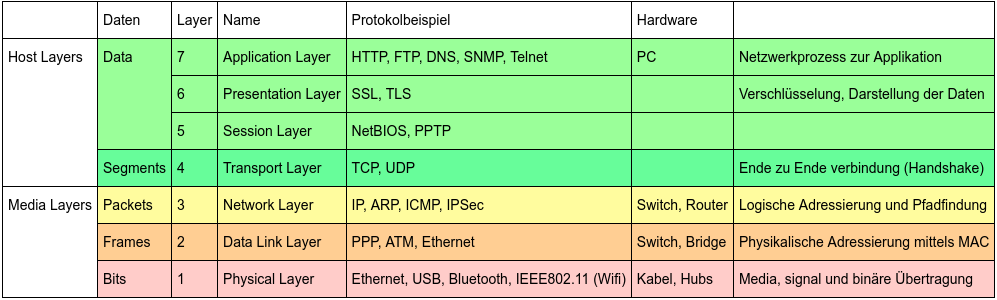 Daten Layer Name Protokolbeispiel Hardware
Host Layers Data 7 Application Layer HTTP, FTP, DNS, SNMP, Telnet PC Netzwerkprozess zur Applikation
6 Presentation Layer SSL, TLS Verschlüsselung, Darstellung der Daten
5 Session Layer NetBIOS, PPTP
Segments 4 Transport Layer TCP, UDP Ende zu Ende verbindung (Handshake)
Media Layers Packets 3 Network Layer IP, ARP, ICMP, IPSec Switch, Router Logische Adressierung und Pfadfindung
Frames 2 Data Link Layer PPP, ATM, Ethernet Switch, Bridge Physikalische Adressierung mittels MAC
Bits 1 Physical Layer Ethernet, USB, Bluetooth, IEEE802.11 (Wifi) Kabel, Hubs Media, signal und binäre Übertragung